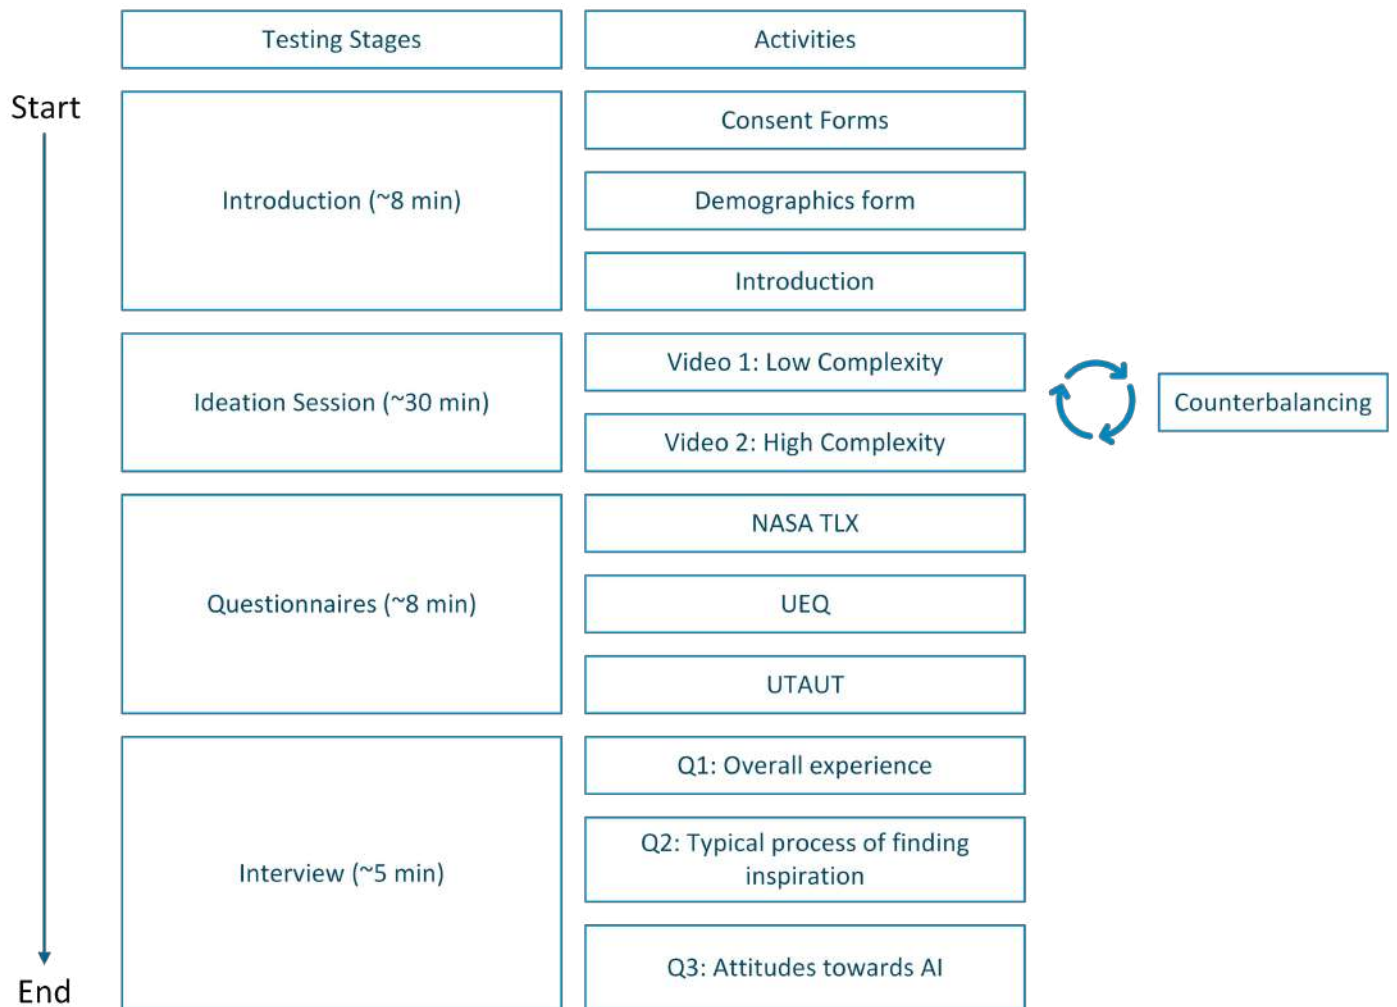 Testing Stages
Activities
Start
Introduction (~8 min)
Consent Forms
Demographics form
Introduction
Ideation Session (~30 min)
Video 1: Low Complexity
Video 2: High Complexity
Counterbalancing
Questionnaires (~8 min)
NASA TLX
UEQ
UTAUT
Interview (~5 min)
Q1: Overall experience
Q2: Typical process of finding
inspiration
Q3: Attitudes towards AI
End